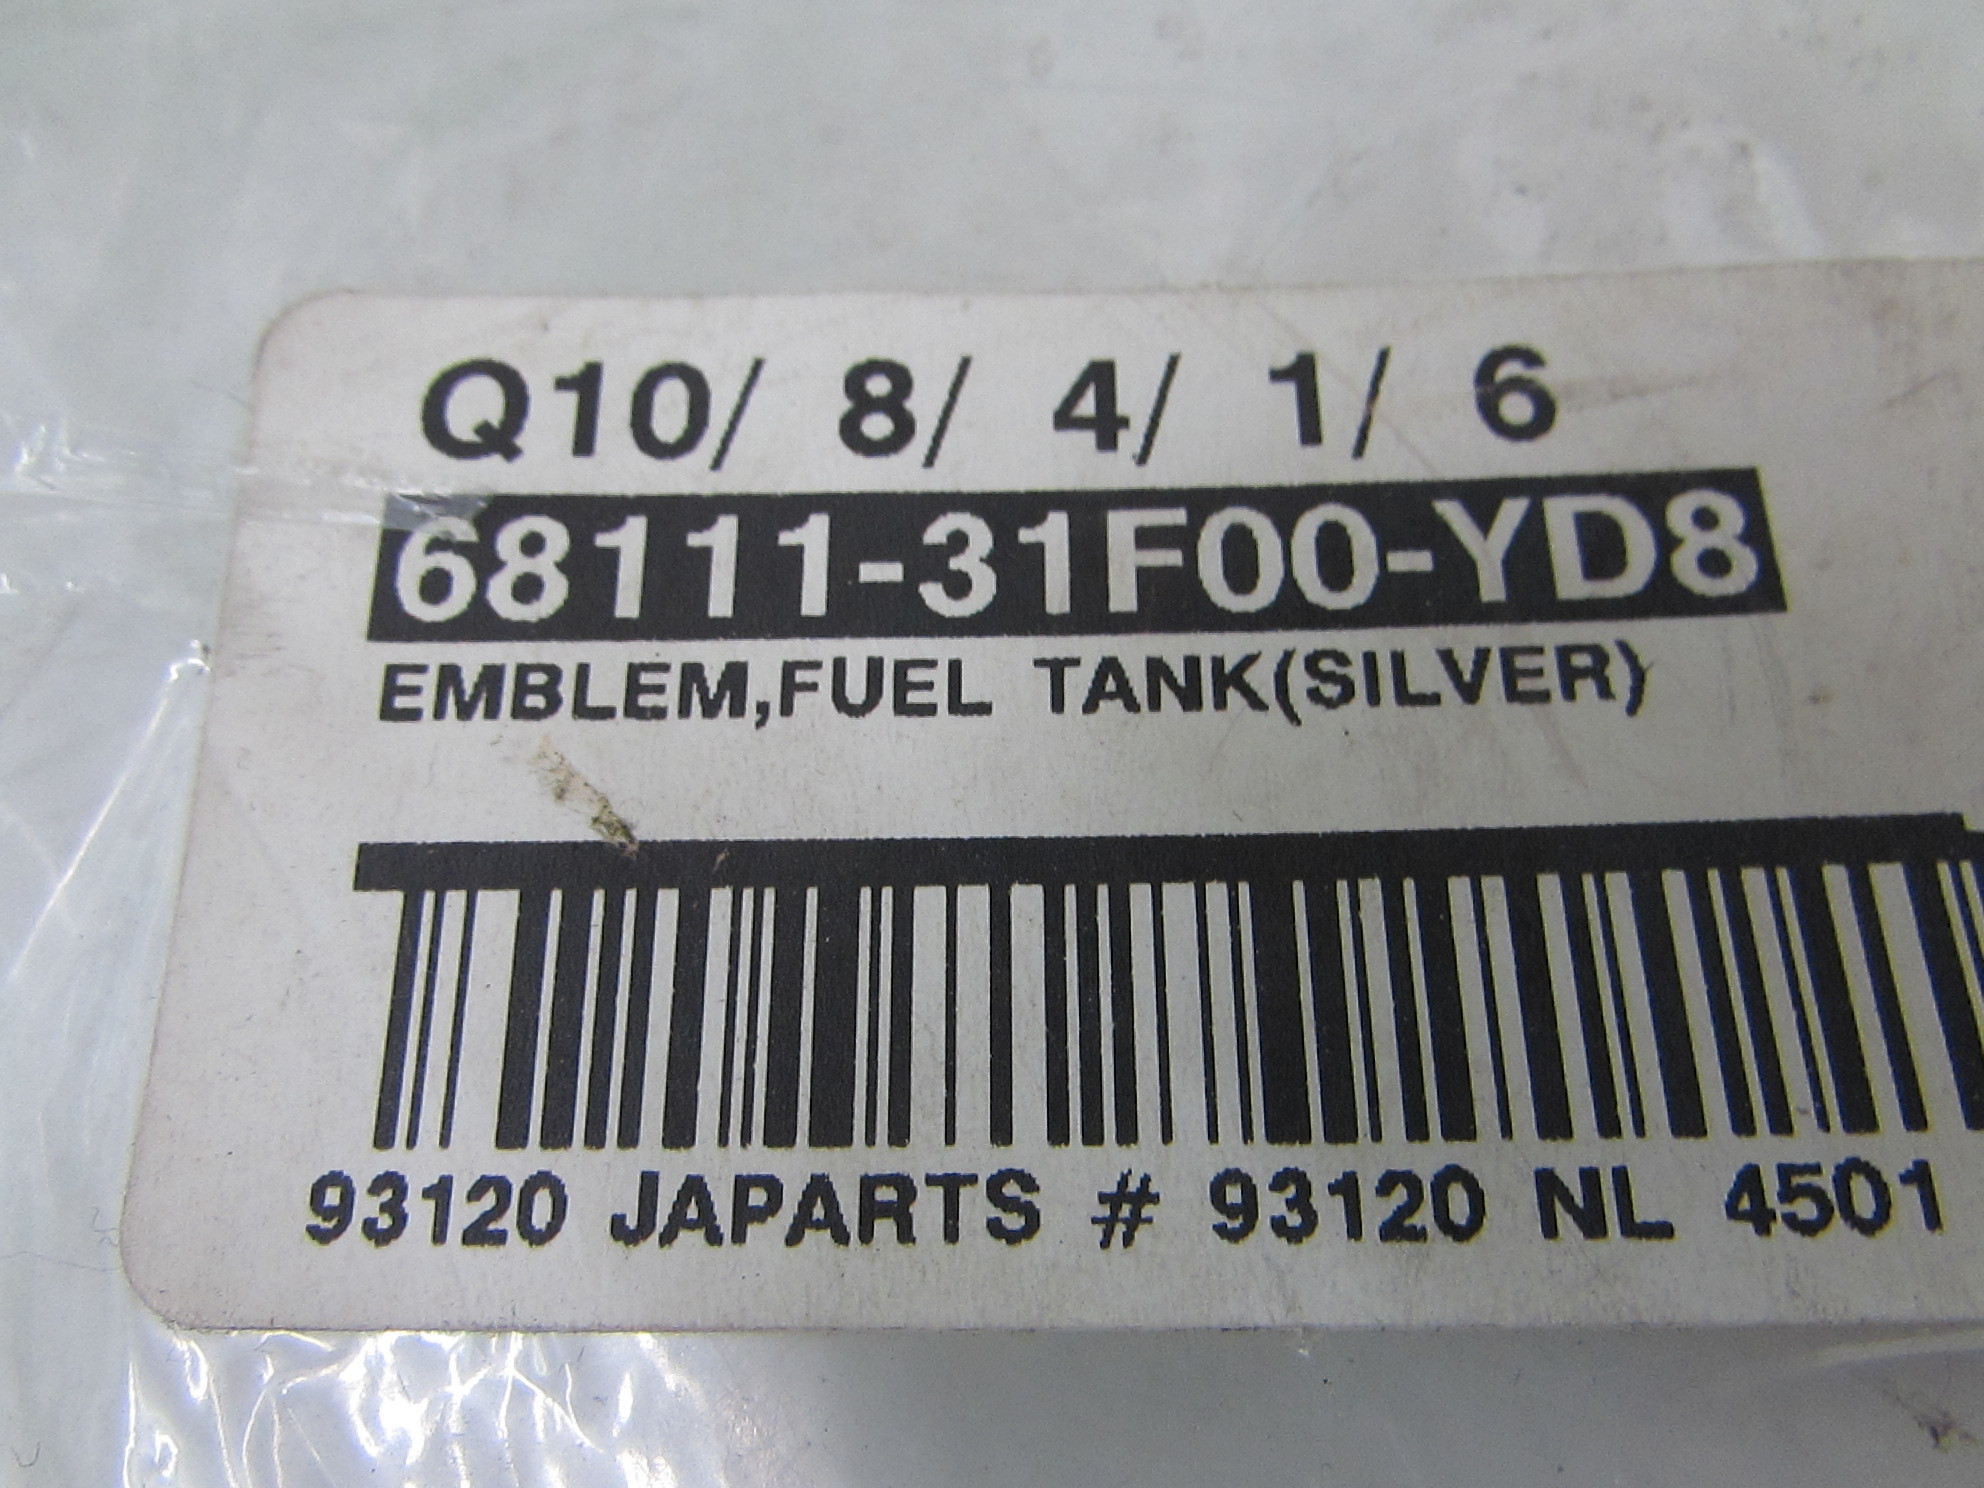 Q10/ 8/ 4/ 1/ 6
68111-31F00-YD8
EMBLEM,FUEL TANK(SILVER)
93120 JAPARTS # 93120 NL 4501